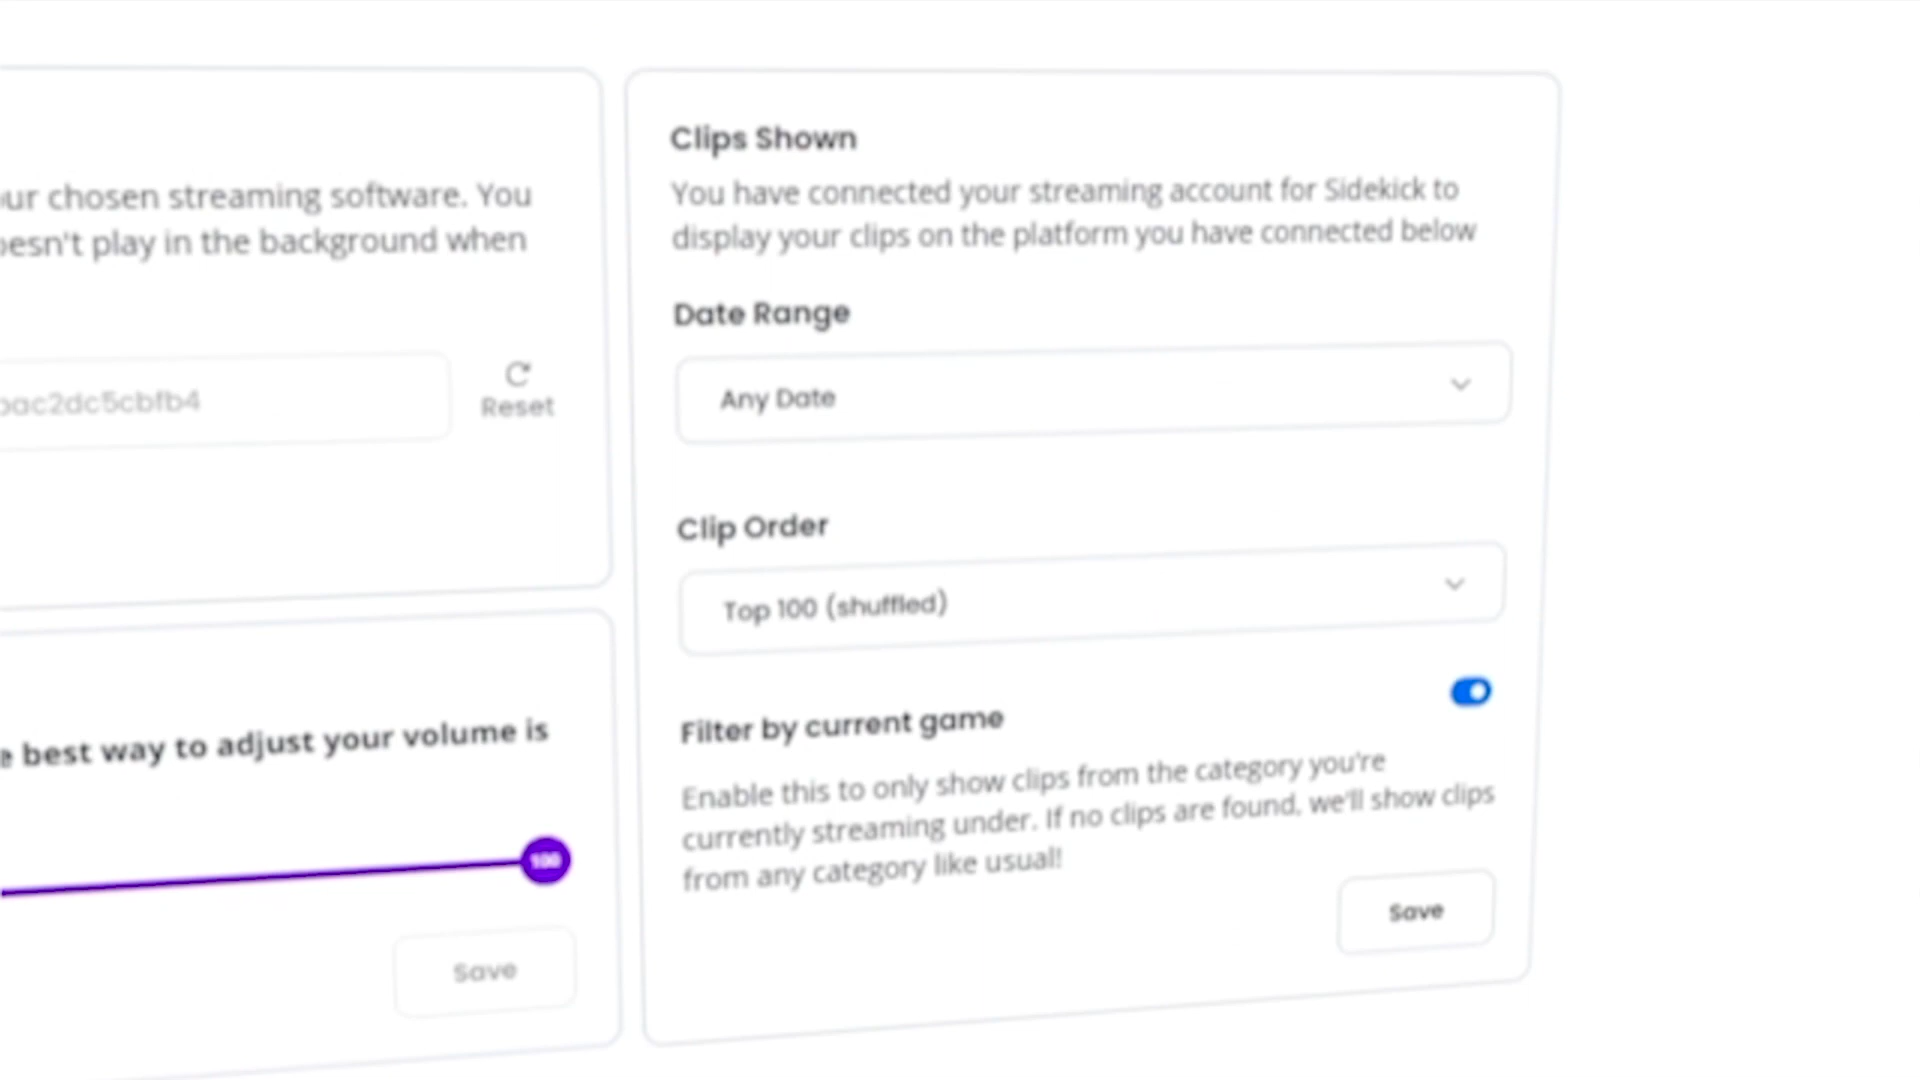 ur chosen streaming software. You
esn't play in the background when
ac2dc5cbfb4
Reset
e best way to adjust your volume is
100
Save
Clips Shown
You have connected your streaming account for Sidekick to
display your clips on the platform you have connected below
Date Range
Any Date
Clip Order
Top 100 (shuffled)
Filter by current game
Enable this to only show clips from the category you're
currently streaming under. If no clips are found, we'll show clips
from any category like usual!
Save